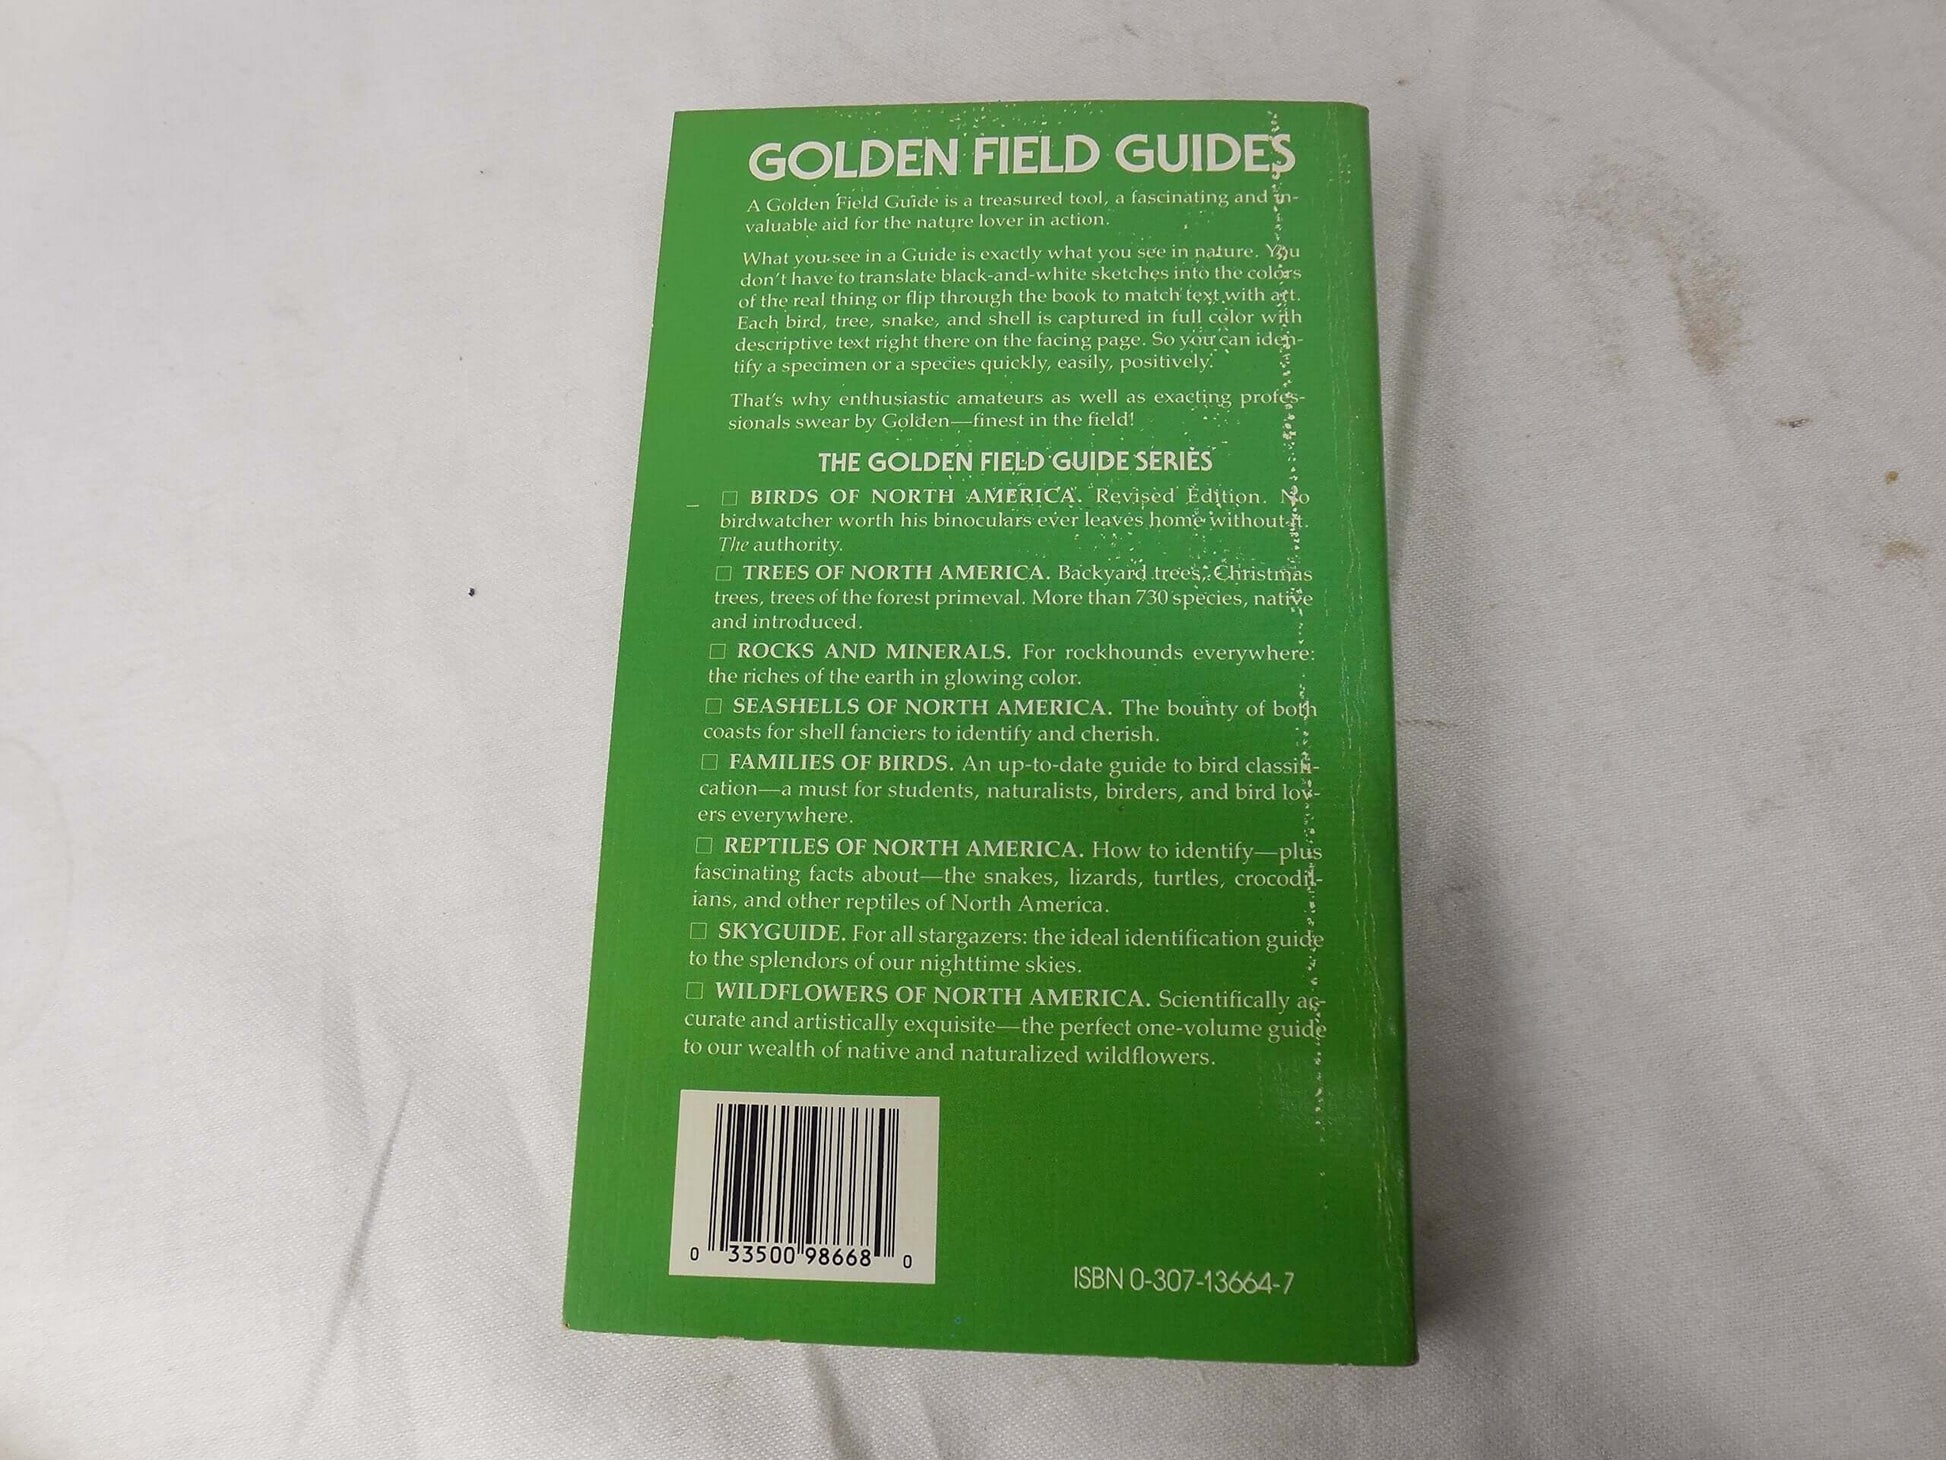 GOLDEN FIELD GUIDES
A Golden Field Guide is a treasured tool, a fascinating and in-
valuable aid for the nature lover in action.
What you see in a Guide is exactly what you see in nature. You
don't have to translate black-and-white sketches into the colors
of the real thing or flip through the book to match text with art.
Each bird, tree, snake, and shell is captured in full color with
descriptive text right there on the facing page. So you can iden-
tify a specimen or a species quickly, easily, positively.
That's why enthusiastic amateurs as well as exacting profes-
sionals swear by Golden—finest in the field!
THE GOLDEN FIELD GUIDE SERIES
□ BIRDS OF NORTH AMERICA. Revised Edition. No
birdwatcher worth his binoculars ever leaves home without it.
The authority.
□ TREES OF NORTH AMERICA. Backyard trees, Christmas
trees, trees of the forest primeval. More than 730 species, native
and introduced.
□ ROCKS AND MINERALS. For rockhounds everywhere:
the riches of the earth in glowing color.
□ SEASHELLS OF NORTH AMERICA. The bounty of both
coasts for shell fanciers to identify and cherish.
□ FAMILIES OF BIRDS. An up-to-date guide to bird classifi-
cation—a must for students, naturalists, birders, and bird lov-
ers everywhere.
□ REPTILES OF NORTH AMERICA. How to identify—plus
fascinating facts about—the snakes, lizards, turtles, crocodil-
ians, and other reptiles of North America.
□ SKYGUIDE. For all stargazers: the ideal identification guide
to the splendors of our nighttime skies.
□ WILDFLOWERS OF NORTH AMERICA. Scientifically ac-
curate and artistically exquisite—the perfect one-volume guide
to our wealth of native and naturalized wildflowers.
0 33500 98668 0
ISBN 0-307-13664-7